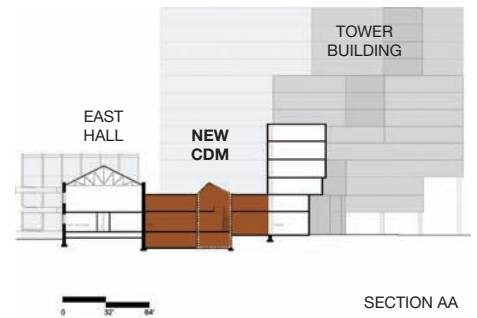 TOWER
BUILDING
EAST
HALL
NEW
CDM
0 32' 64'
SECTION AA